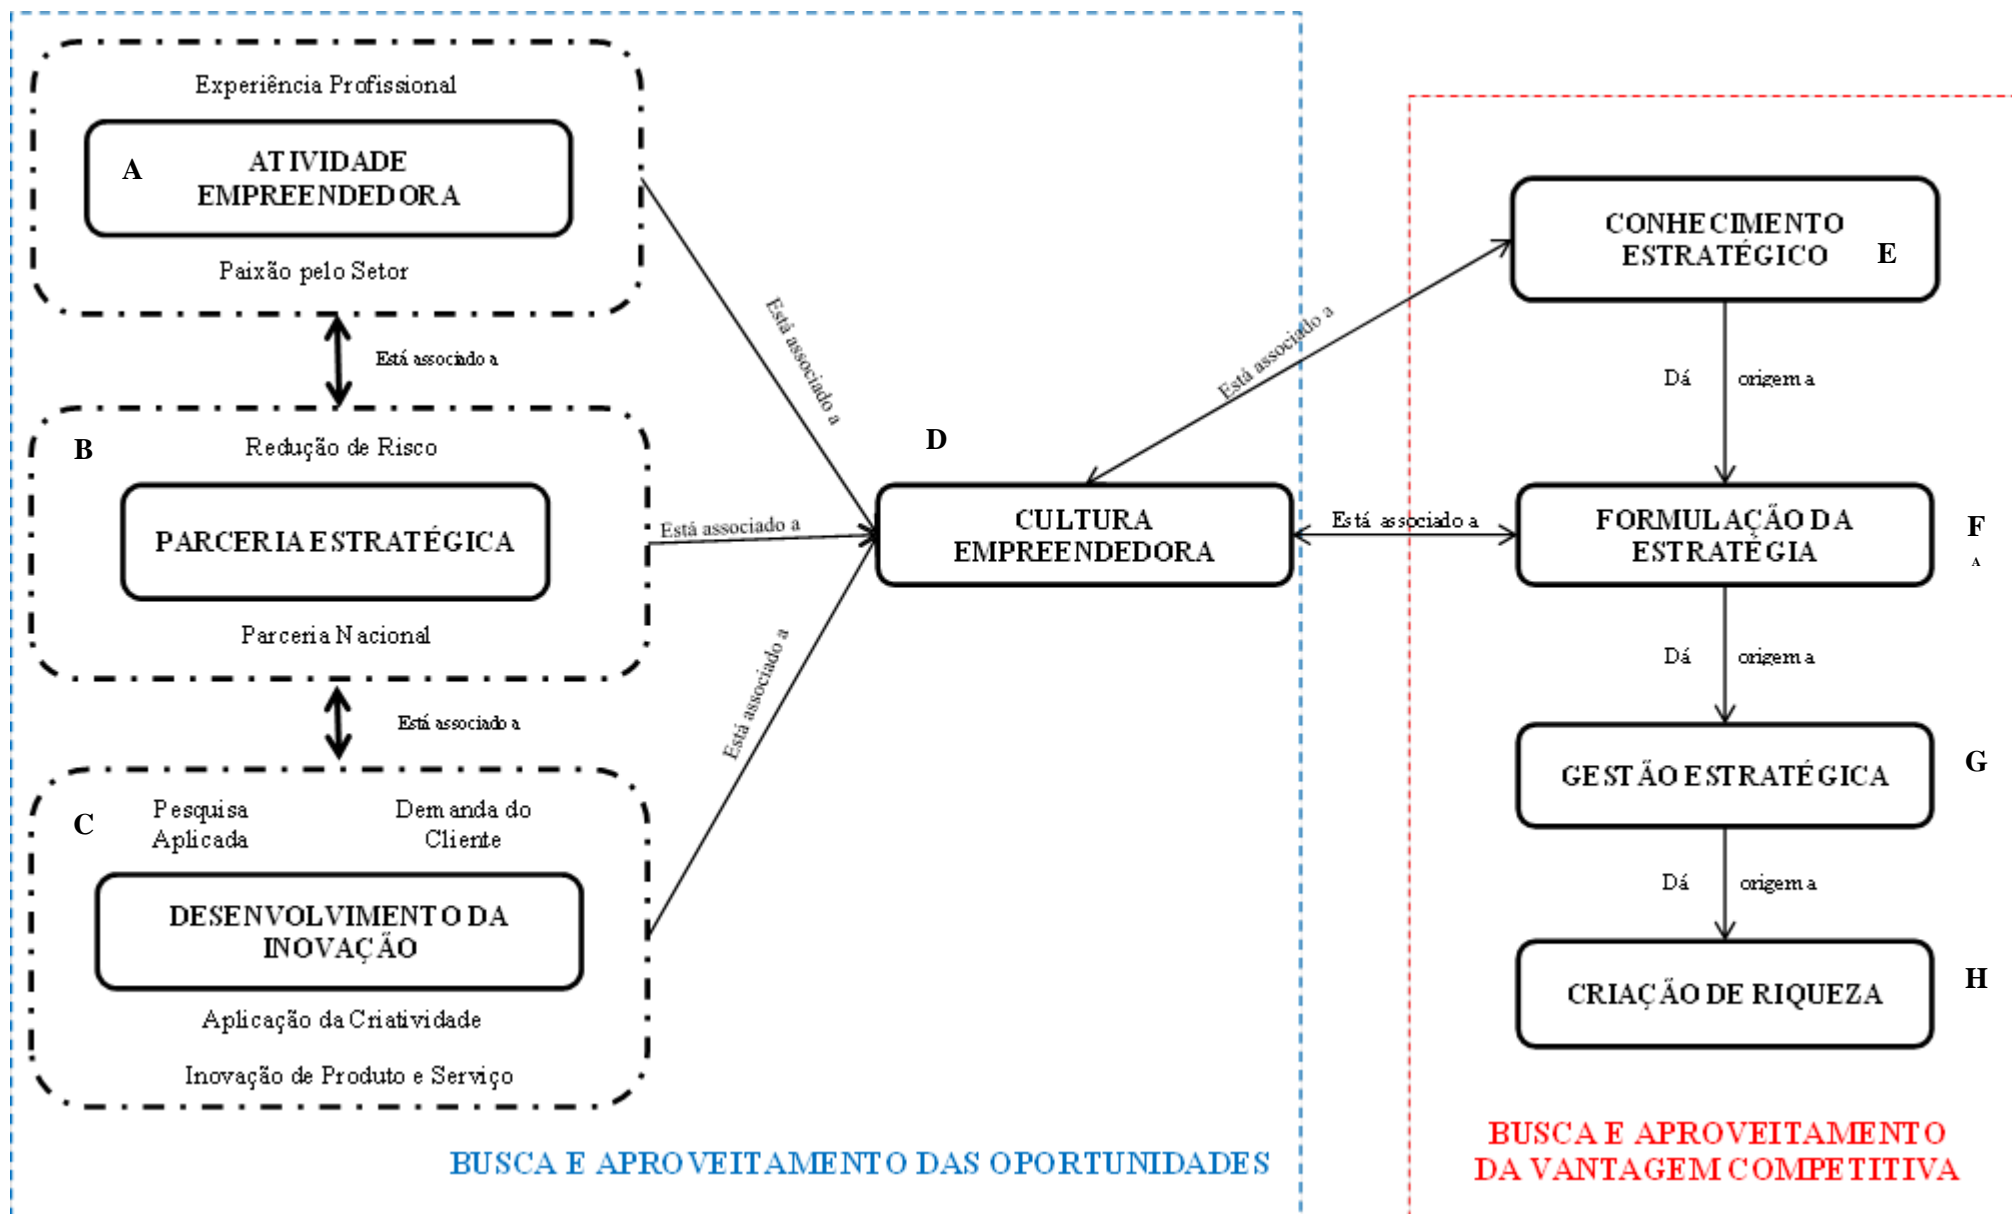 Experiência Profissional
A
ATIVIDADE
EMPREENDEDORA
Paixão pelo Setor
Está associado a
B
Redução de Risco
PARCERIA ESTRATÉGICA
Parceria Nacional
Está associado a
C
Pesquisa
Aplicada
Demanda do
Cliente
DESENVOLVIMENTO DA
INOVAÇÃO
Aplicação da Criatividade
Inovação de Produto e Serviço
Está associado a
Está associado a
Está associado a
D
CULTURA
EMPREENDEDORA
Está associado a
Está associado a
CONHECIMENTO
ESTRATÉGICO
E
Dá origem a
FORMULAÇÃO DA
ESTRATÉGIA
F
A
Dá origem a
GESTÃO ESTRATÉGICA
G
Dá origem a
CRIAÇÃO DE RIQUEZA
H
BUSCA E APROVEITAMENTO DAS OPORTUNIDADES
BUSCA E APROVEITAMENTO
DA VANTAGEM COMPETITIVA